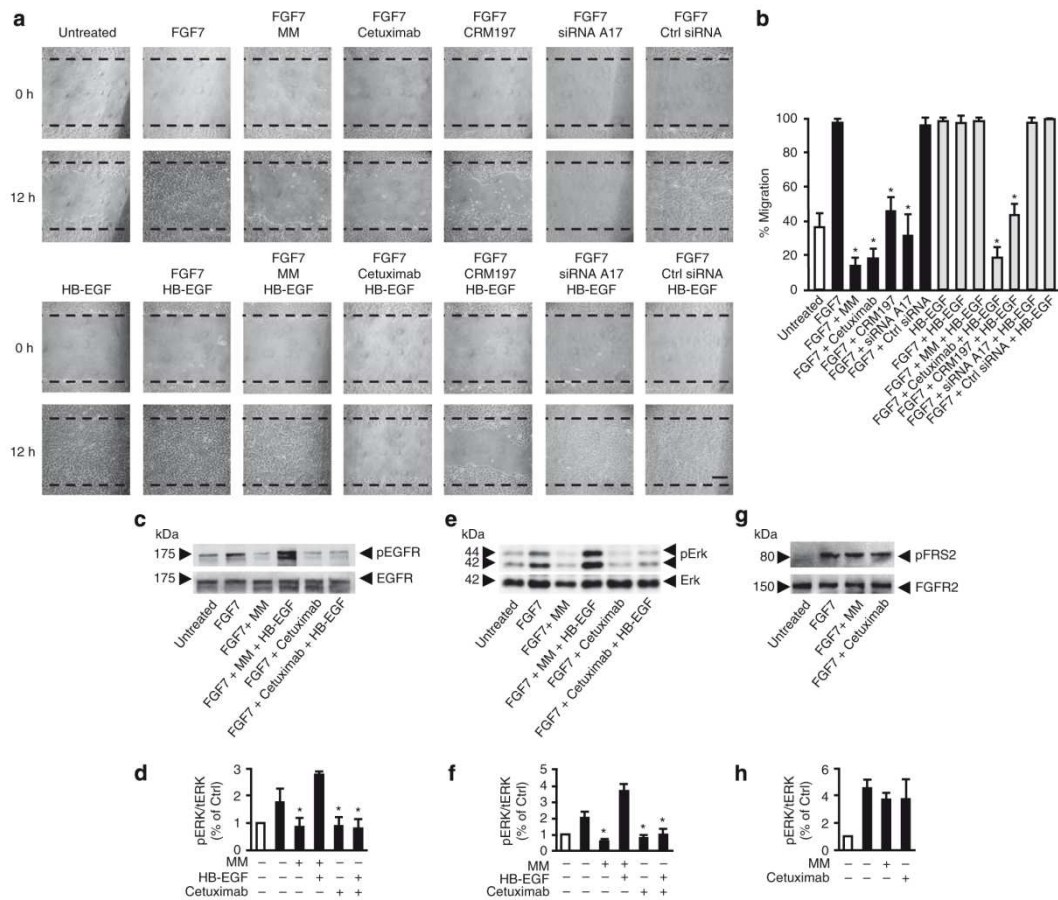 a
Untreated
FGF7
FGF7
MM
FGF7
Cetuximab
FGF7
CRM197
FGF7
siRNA A17
FGF7
Ctrl siRNA
0 h
12 h
HB-EGF
FGF7
HB-EGF
FGF7
MM
HB-EGF
FGF7
Cetuximab
HB-EGF
FGF7
CRM197
HB-EGF
FGF7
siRNA A17
HB-EGF
FGF7
Ctrl siRNA
HB-EGF
0 h
12 h
b
% Migration
100
80
60
40
20
0
* * * * * *
Untreated
FGF7
FGF7 + MM
FGF7 + Cetuximab
FGF7 + CRM197
FGF7 + siRNA A17
FGF7 + Ctrl siRNA
HB-EGF
FGF7 + HB-EGF
FGF7 + MM + HB-EGF
FGF7 + Cetuximab + HB-EGF
FGF7 + CRM197 + HB-EGF
FGF7 + siRNA A17 + HB-EGF
FGF7 + Ctrl siRNA + HB-EGF
c
kDa
175
pEGFR
175
EGFR
Untreated
FGF7
FGF7+ MM
FGF7 + MM + HB-EGF
FGF7 + Cetuximab
FGF7 + Cetuximab + HB-EGF
e
kDa
44
42
pErk
42
Erk
Untreated
FGF7
FGF7+ MM
FGF7 + MM + HB-EGF
FGF7 + Cetuximab
FGF7 + Cetuximab + HB-EGF
g
kDa
80
pFRS2
150
FGFR2
Untreated
FGF7
FGF7+ MM
FGF7 + Cetuximab
d
pERK/tERK
(% of Ctrl)
3
2
1
0
* * *
MM – – + + – –
HB-EGF – – – + – +
Cetuximab – – – – + +
f
pERK/tERK
(% of Ctrl)
5
4
3
2
1
0
* * *
MM – – + + – –
HB-EGF – – – + – +
Cetuximab – – – – + +
h
pERK/tERK
(% of Ctrl)
6
4
2
0
MM – – + –
Cetuximab – – – +